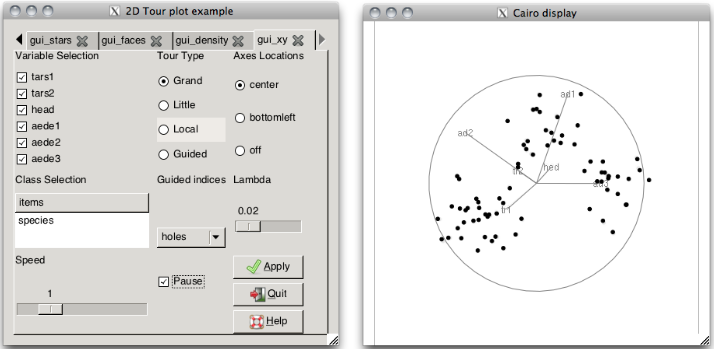 2D Tour plot example
gui_stars gui_faces gui_density gui_xy
Variable Selection Tour Type Axes Locations
tars1 Grand center
tars2 Little bottomleft
head Local off
aede1 Guided
aede2
aede3
Class Selection Guided indices Lambda
items 0.02
species holes
Speed Pause Apply
1 Quit
Help
Cairo display
ad1
ad2
hed
tr2
ad3
tr1